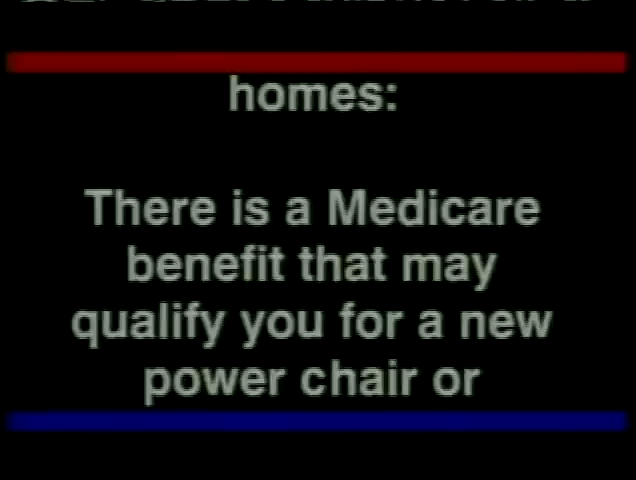 homes:
There is a Medicare
benefit that may
qualify you for a new
power chair or